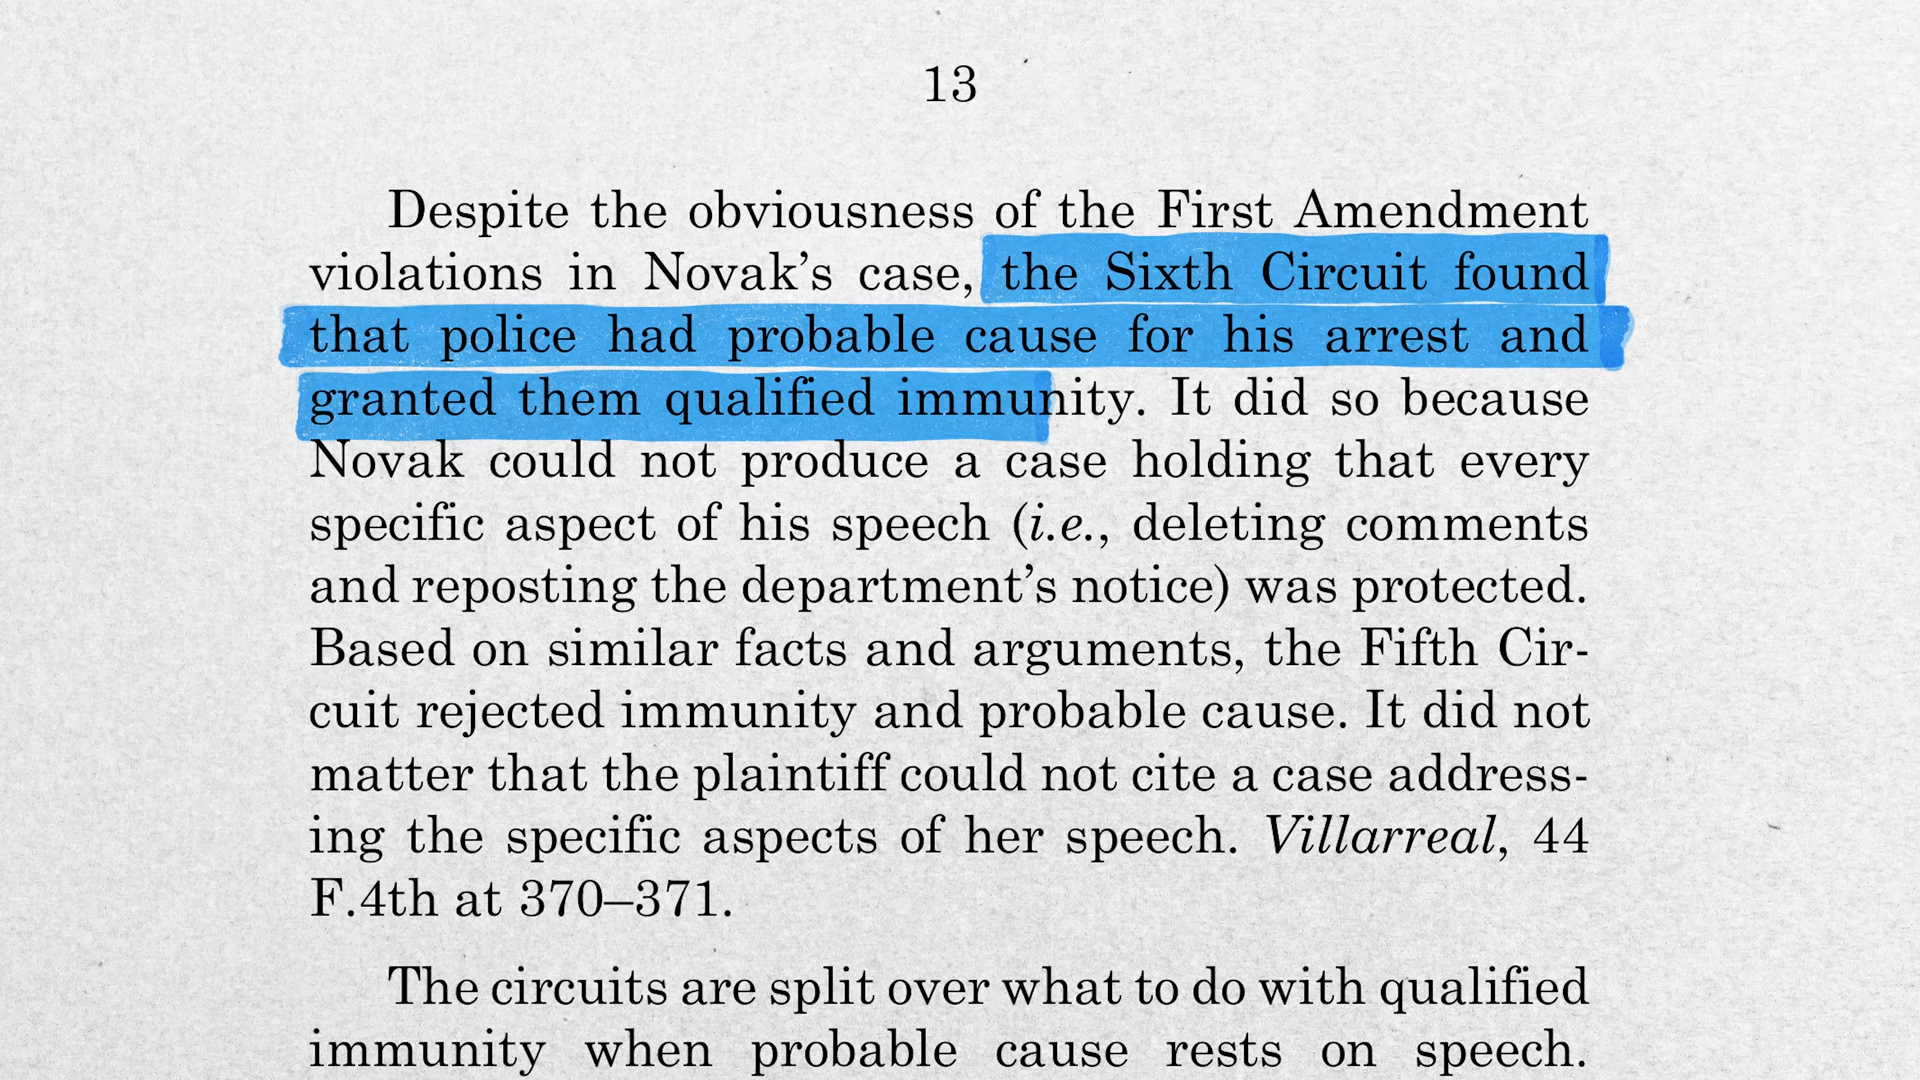 13
Despite the obviousness of the First Amendment
violations in Novak’s case, the Sixth Circuit found
that police had probable cause for his arrest and
granted them qualified immunity. It did so because
Novak could not produce a case holding that every
specific aspect of his speech (i.e., deleting comments
and reposting the department’s notice) was protected.
Based on similar facts and arguments, the Fifth Cir-
cuit rejected immunity and probable cause. It did not
matter that the plaintiff could not cite a case address-
ing the specific aspects of her speech. Villarreal, 44
F.4th at 370–371.
The circuits are split over what to do with qualified
immunity when probable cause rests on speech.